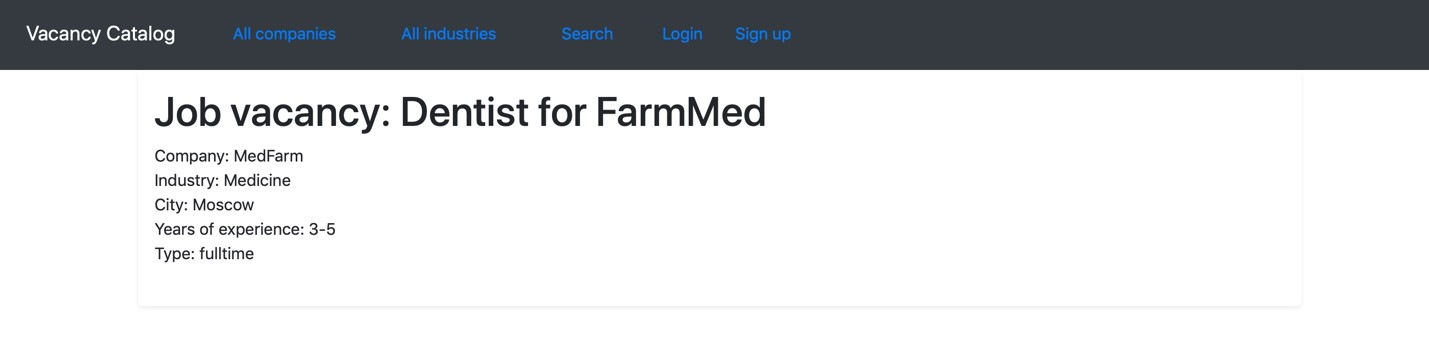 Vacancy Catalog All companies All industries Search Login Sign up
Job vacancy: Dentist for FarmMed
Company: MedFarm
Industry: Medicine
City: Moscow
Years of experience: 3-5
Type: fulltime